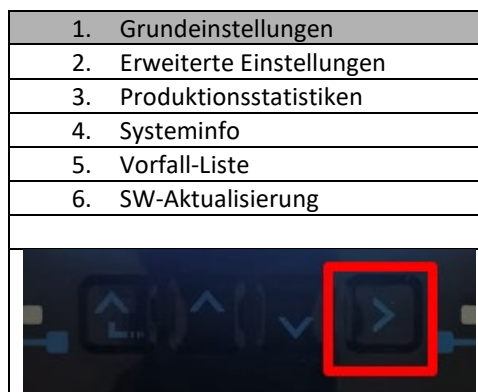 1. Grundeinstellungen
2. Erweiterte Einstellungen
3. Produktionsstatistiken
4. Systeminfo
5. Vorfall-Liste
6. SW-Aktualisierung